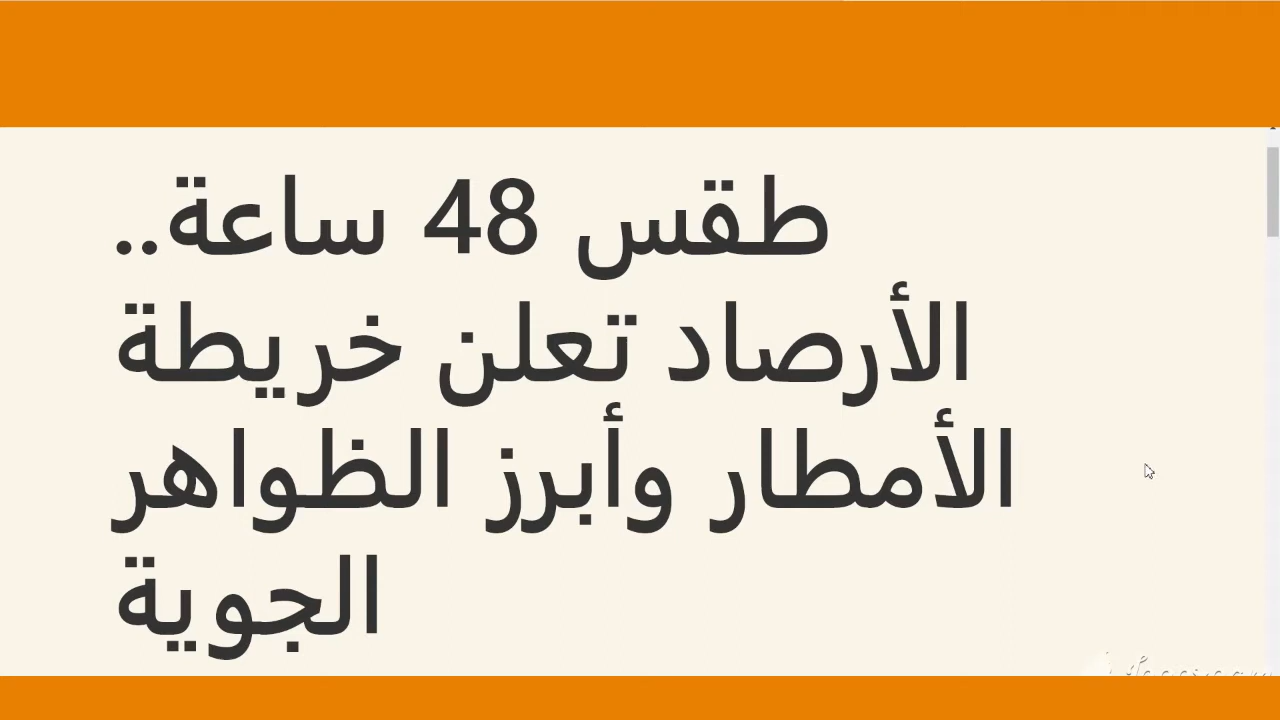 طقس 48 ساعة..
الأرصاد تعلن خريطة
الأمطار وأبرز الظواهر
الجوية